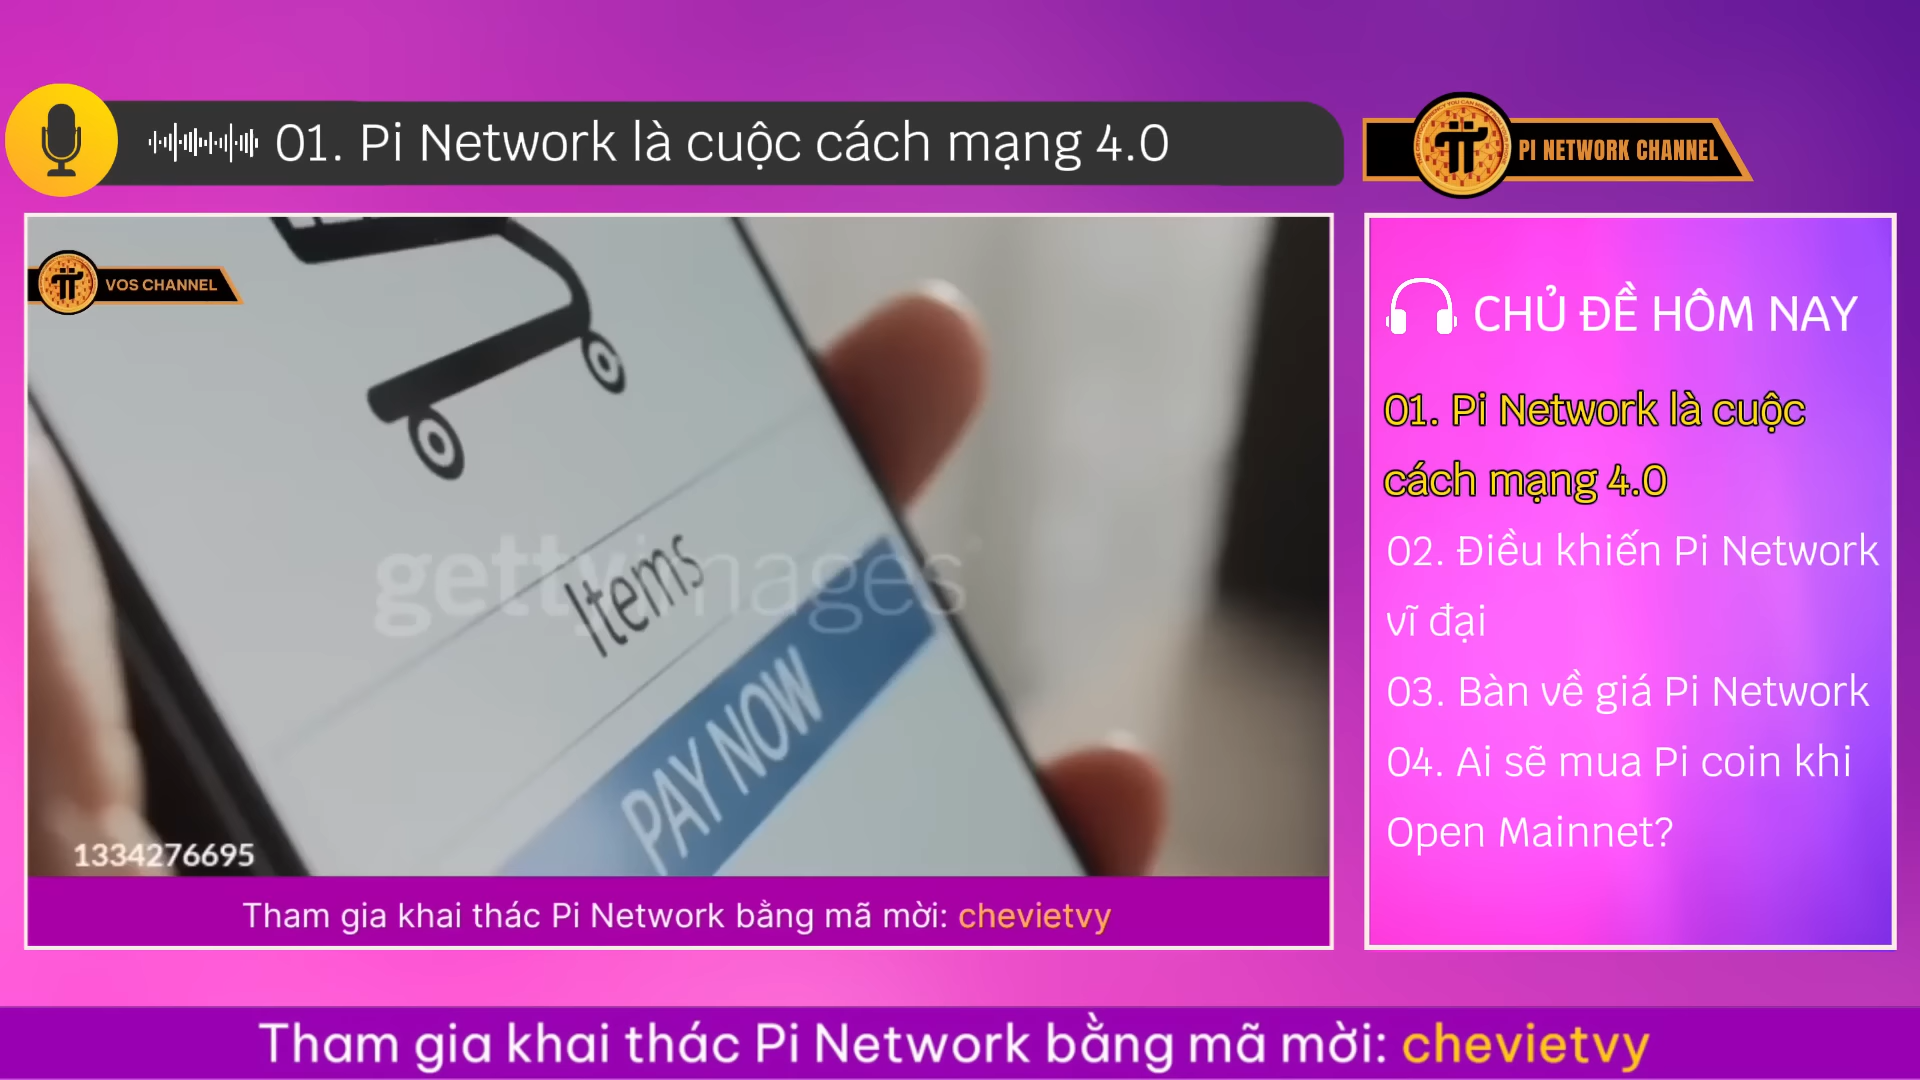 01. Pi Network là cuộc cách mạng 4.0
PI NETWORK CHANNEL
VOS CHANNEL
Items
gettyimages
PAY NOW
1334276695
Tham gia khai thác Pi Network bằng mã mời: chevietvy
CHỦ ĐỀ HÔM NAY
01. Pi Network là cuộc
cách mạng 4.0
02. Điều khiến Pi Network
vĩ đại
03. Bàn về giá Pi Network
04. Ai sẽ mua Pi coin khi
Open Mainnet?
Tham gia khai thác Pi Network bằng mã mời: chevietvy